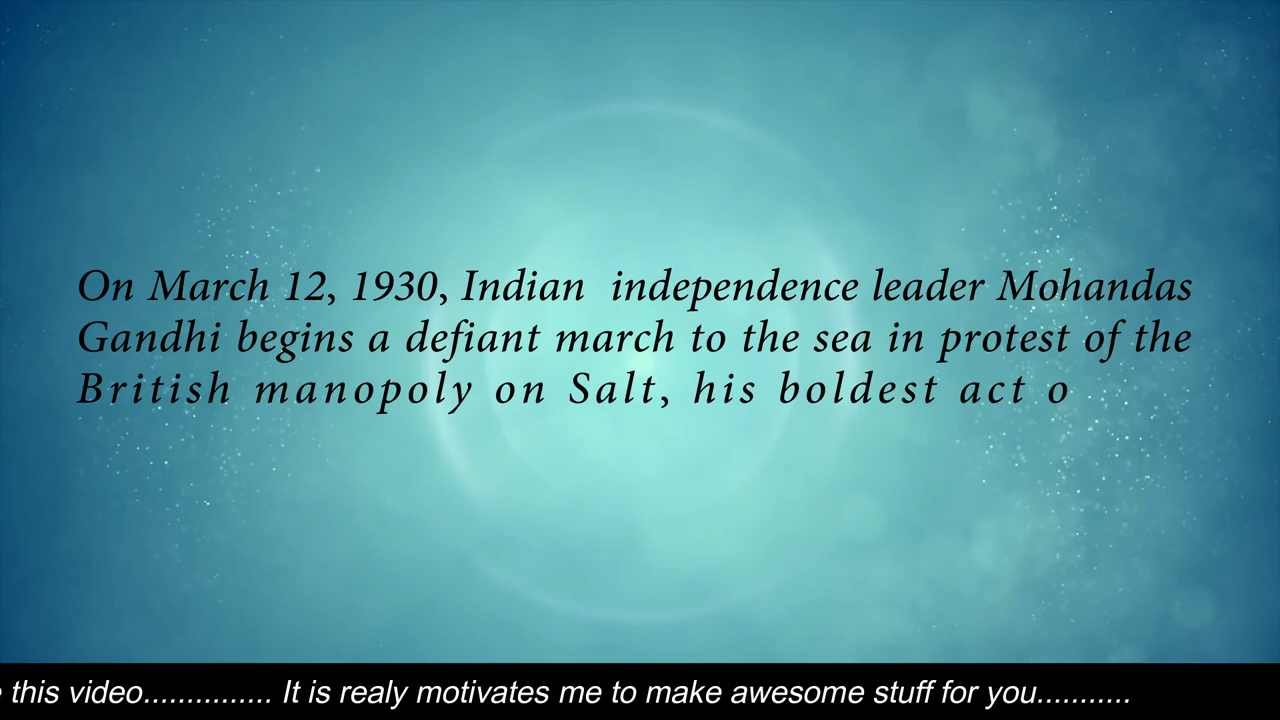 On March 12, 1930, Indian  independence leader Mohandas
Gandhi begins a defiant march to the sea in protest of the
British manopoly on Salt, his boldest act o
this video............... It is realy motivates me to make awesome stuff for you...........